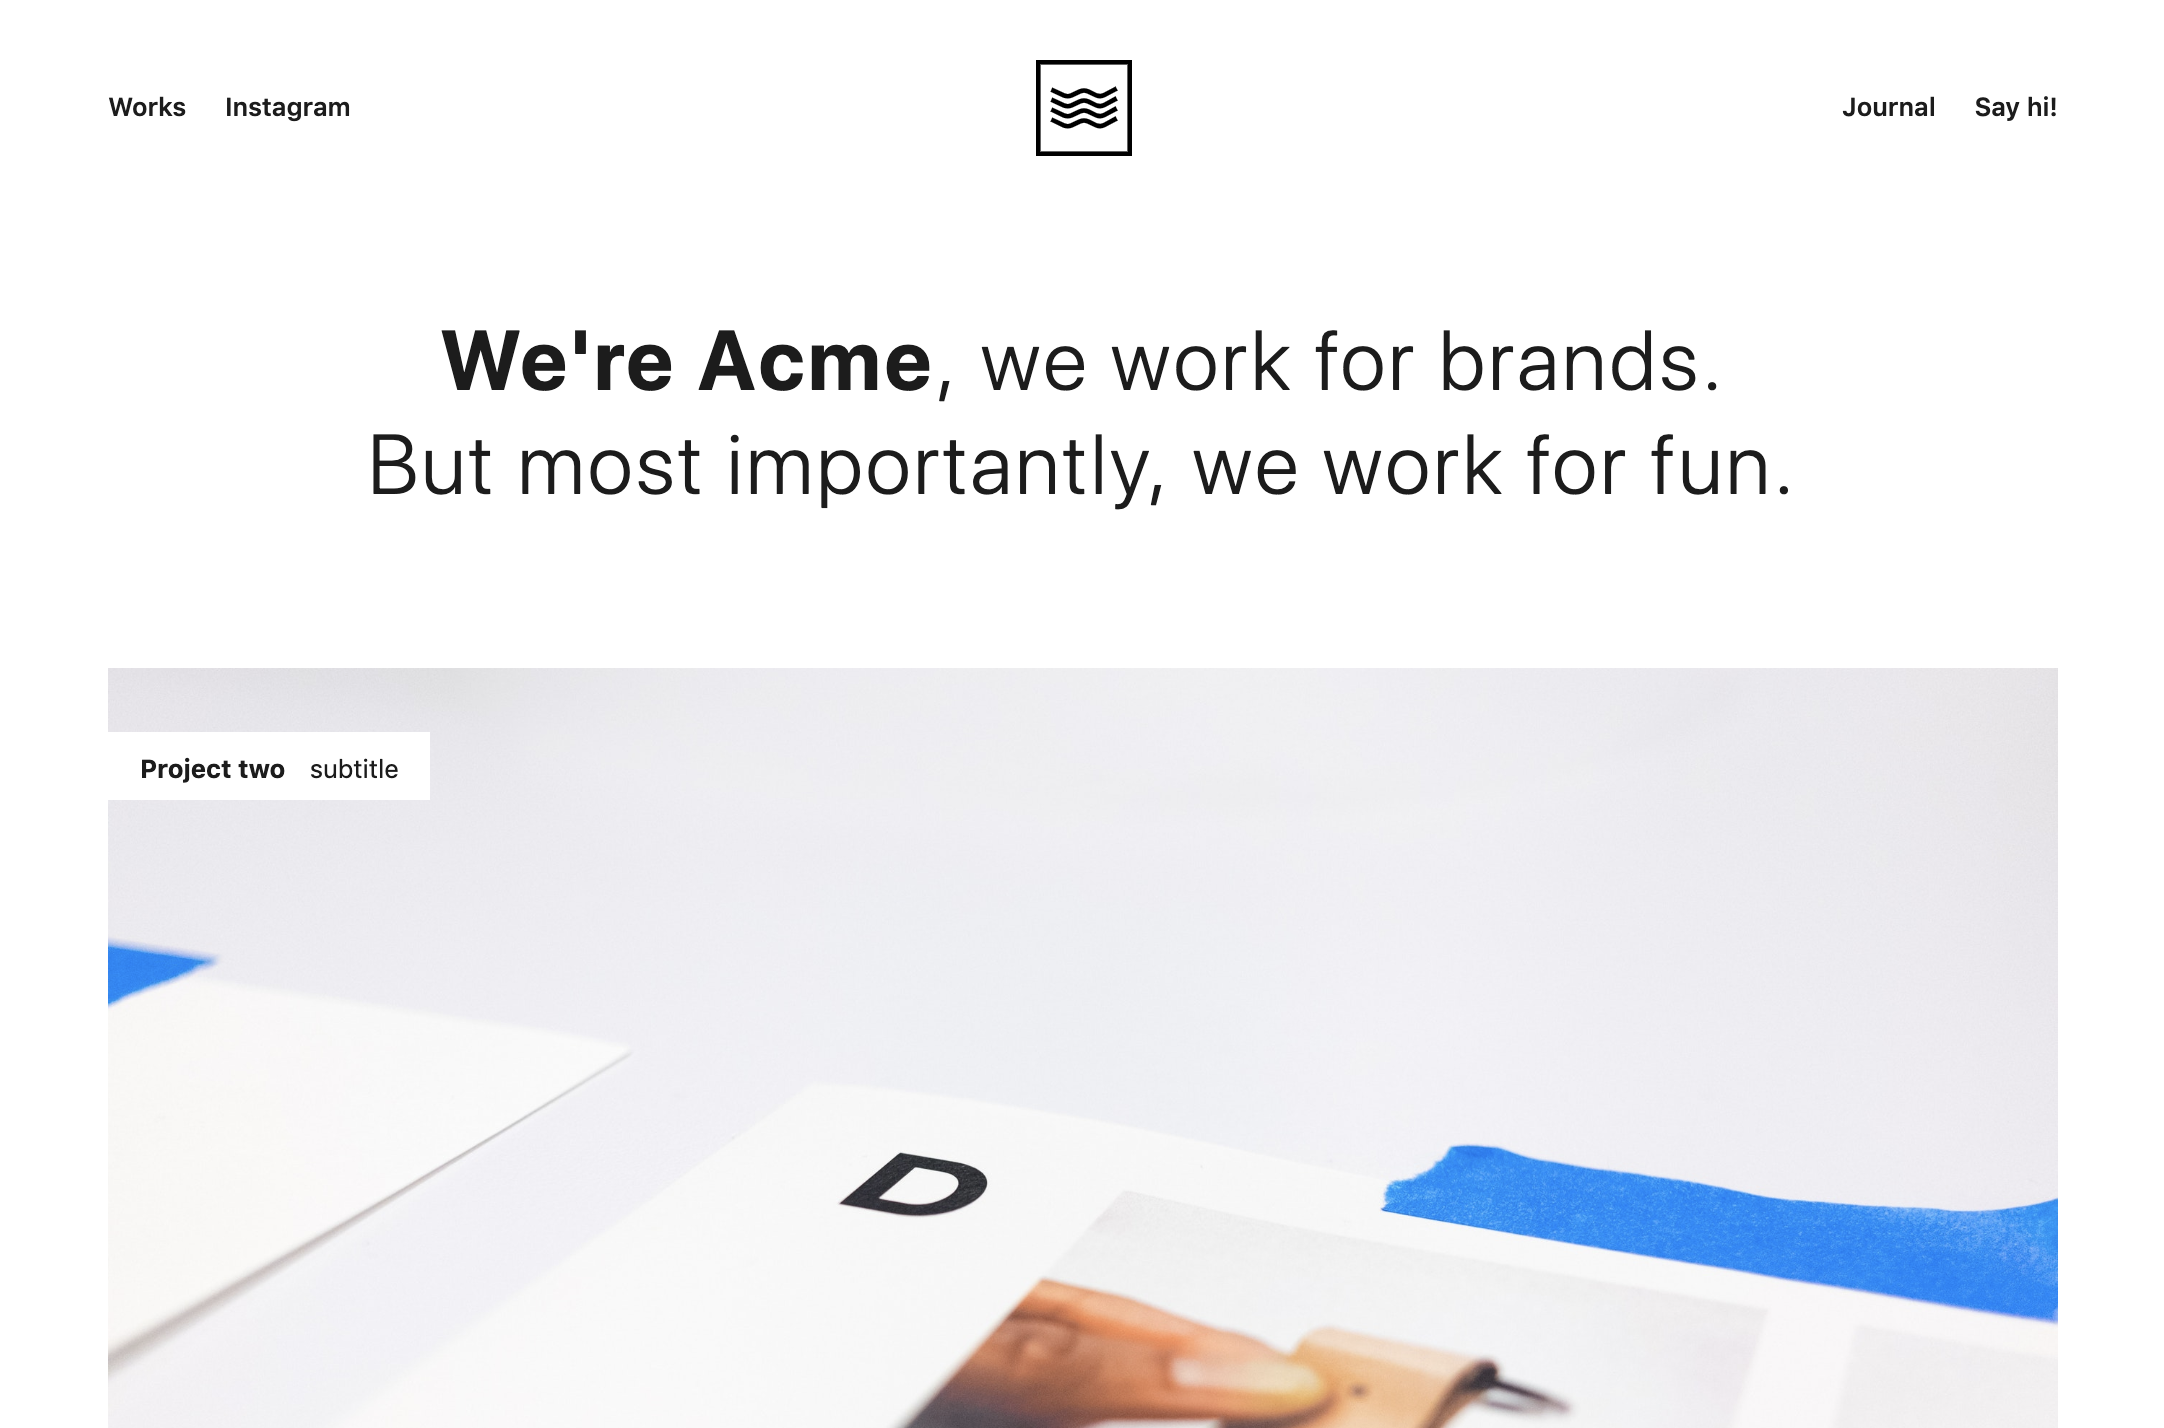 Works Instagram Journal Say hi!
We're Acme, we work for brands.
But most importantly, we work for fun.
Project two subtitle
D